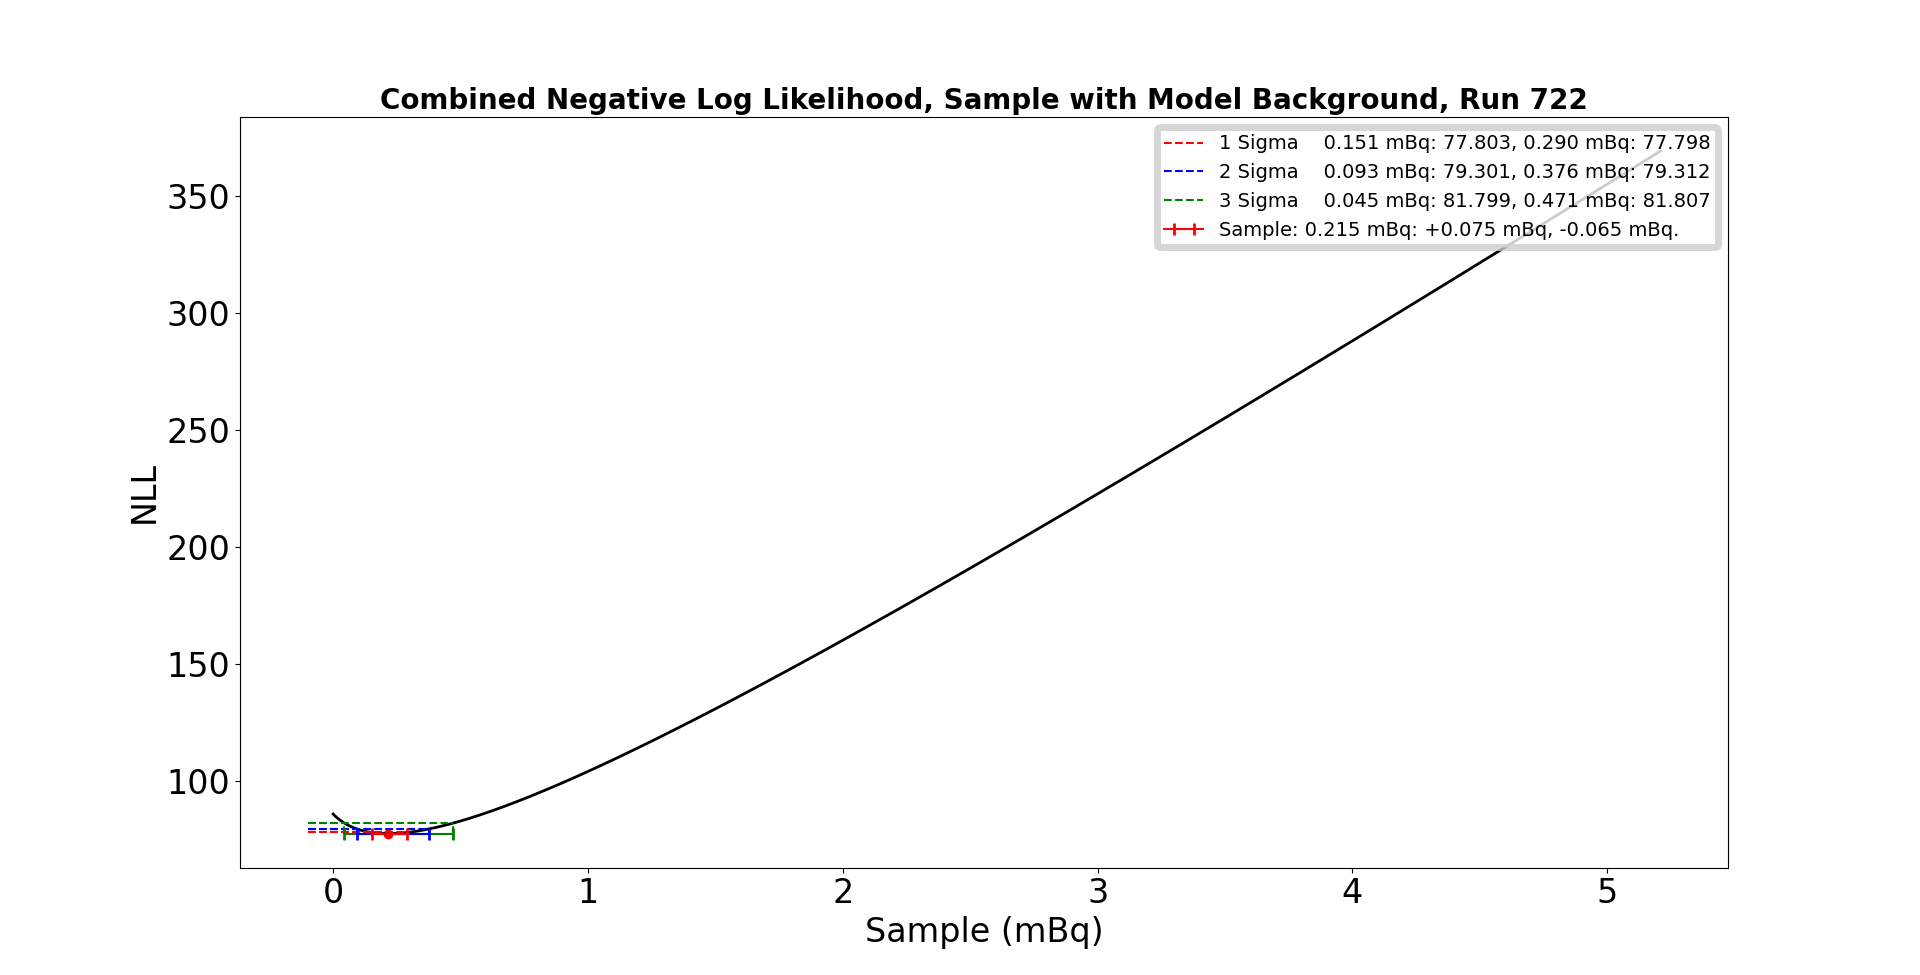 Combined Negative Log Likelihood, Sample with Model Background, Run 722
1 Sigma    0.151 mBq: 77.803, 0.290 mBq: 77.798
2 Sigma    0.093 mBq: 79.301, 0.376 mBq: 79.312
3 Sigma    0.045 mBq: 81.799, 0.471 mBq: 81.807
Sample: 0.215 mBq: +0.075 mBq, -0.065 mBq.
NLL
350
300
250
200
150
100
0 1 2 3 4 5
Sample (mBq)